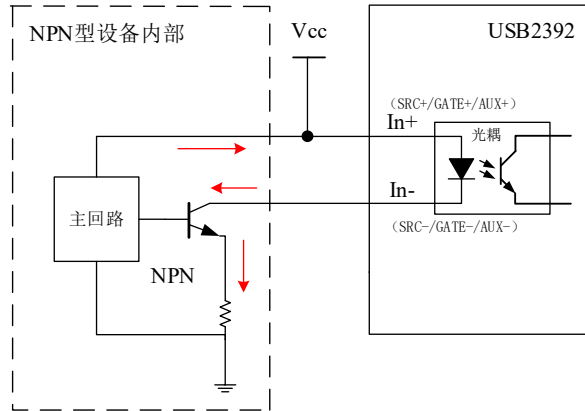 NPN型设备内部
Vcc
USB2392
（SRC+/GATE+/AUX+）
In+
光耦
In-
（SRC-/GATE-/AUX-）
主回路
NPN